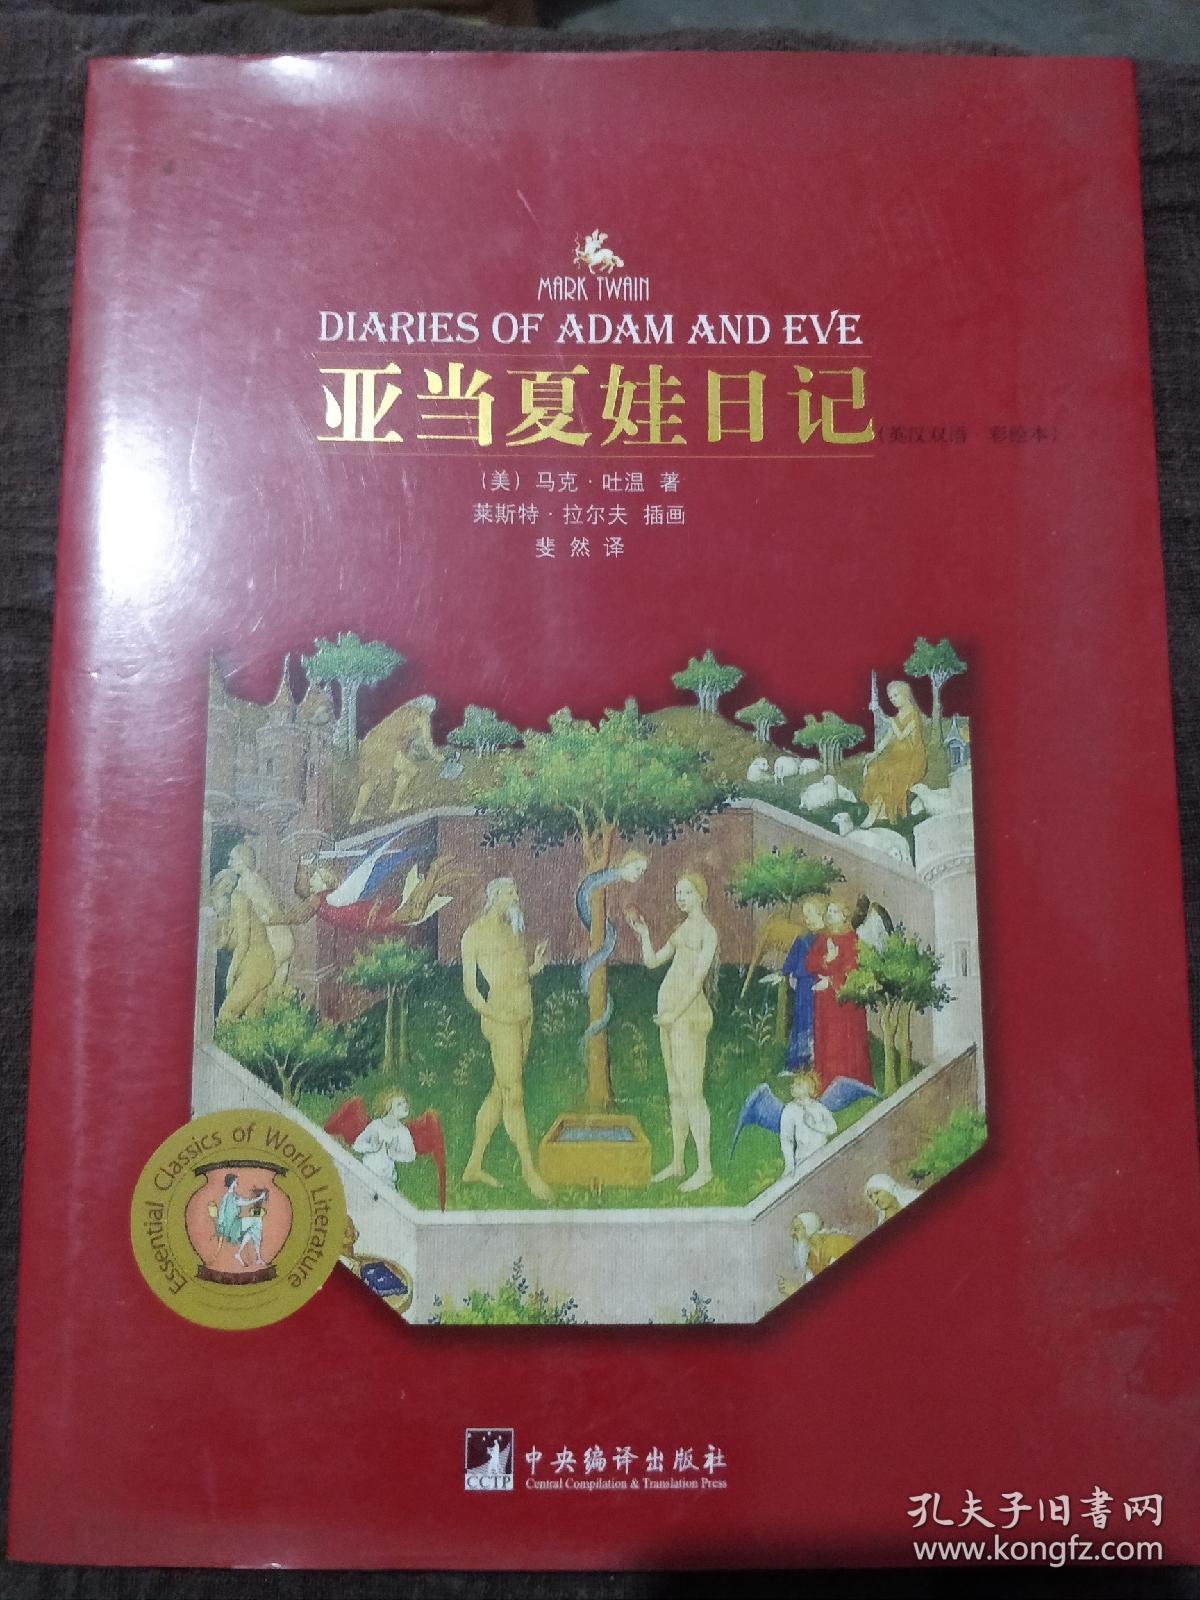 MARK TWAIN
DIARIES OF ADAM AND EVE
亚当夏娃日记
(英汉双语·彩绘本)
(美)马克·吐温 著
莱斯特·拉尔夫 插画
斐然 译
Essential Classics of World Literature
CCTP
中央编译出版社
Central Compilation & Translation Press
孔夫子旧書网
www.kongfz.com